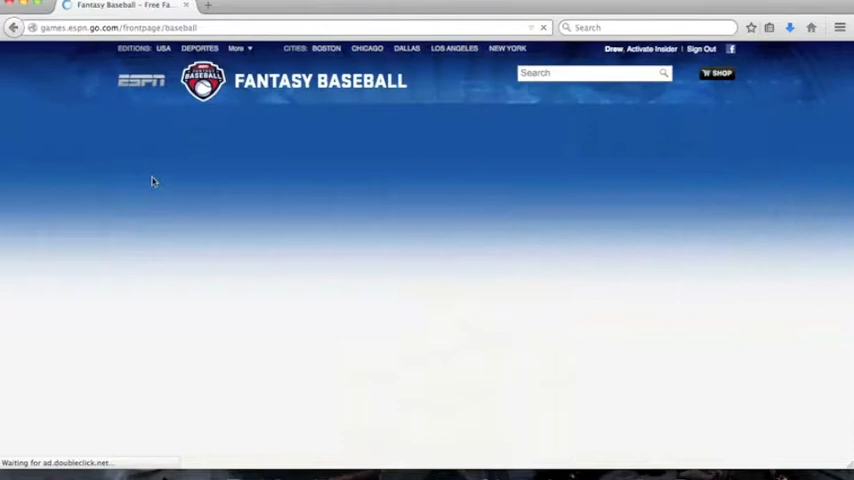 Fantasy Baseball - Free Fa...
games.espn.go.com/frontpage/baseball
Search
EDITIONS: USA DEPORTES More CITIES: BOSTON CHICAGO DALLAS LOS ANGELES NEW YORK
Drew, Activate Insider | Sign Out
ESPN FANTASY BASEBALL FANTASY BASEBALL
Search
SHOP
Waiting for ad.doubleclick.net...